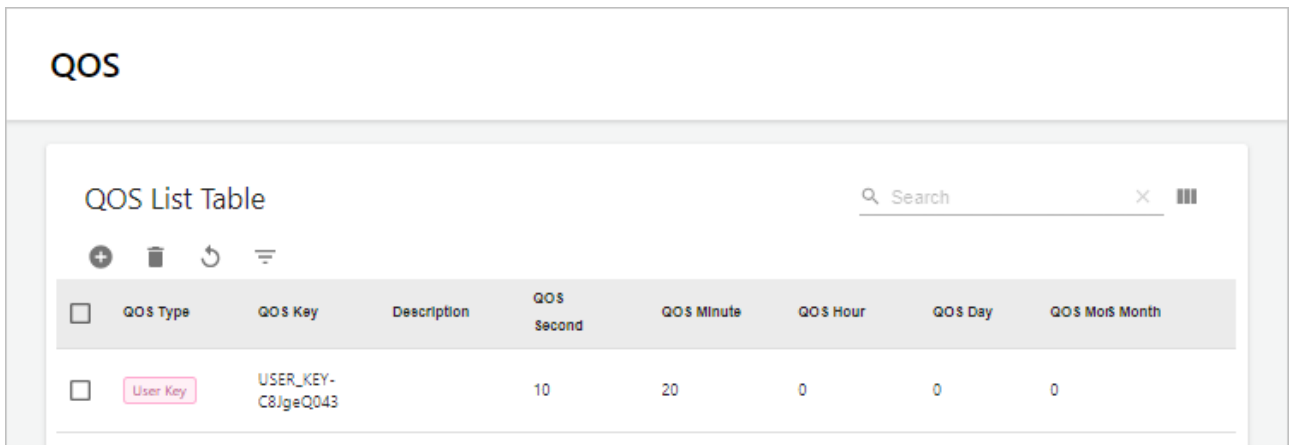 QOS
QOS List Table
Search
QOS Type QOS Key Description QOS Second QOS Minute QOS Hour QOS Day QOS MorS Month
User Key USER_KEY-C8JgeQ043 10 20 0 0 0